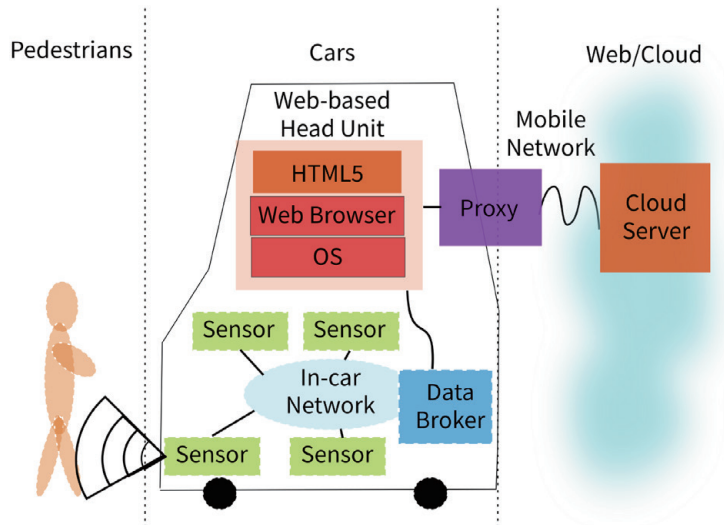 Pedestrians
Cars
Web/Cloud
Web-based
Head Unit
HTML5
Web Browser
OS
Proxy
Mobile
Network
Cloud
Server
Sensor
Sensor
In-car
Network
Data
Broker
Sensor
Sensor